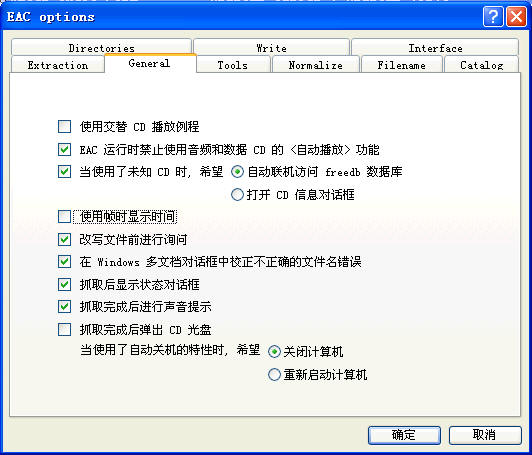 EAC options
Directories Write Interface
Extraction General Tools Normalize Filename Catalog
使用交替 CD 播放例程
EAC 运行时禁止使用音频和数据 CD 的 <自动播放> 功能
当使用了未知 CD 时, 希望 自动联机访问 freedb 数据库
打开 CD 信息对话框
使用帧时显示时间
改写文件前进行询问
在 Windows 多文档对话框中校正不正确的文件名错误
抓取后显示状态对话框
抓取完成后进行声音提示
抓取完成后弹出 CD 光盘
当使用了自动关机的特性时, 希望 关闭计算机
重新启动计算机
确定 取消